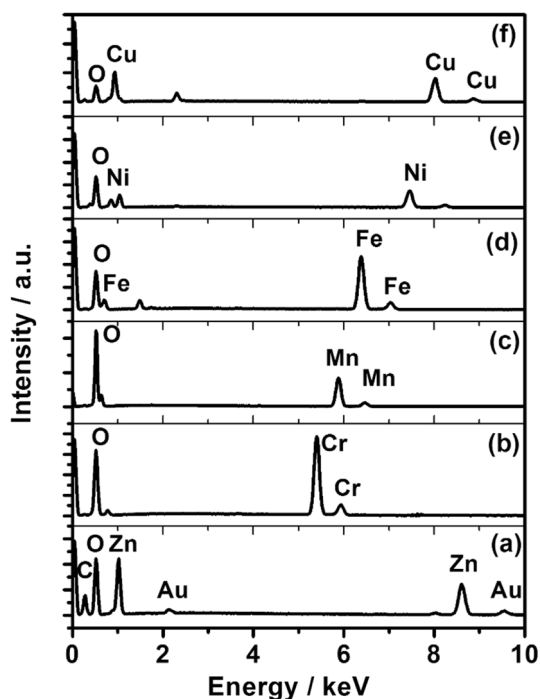 (f)
Cu
O
Cu
Cu
(e)
O
Ni
Ni
(d)
O
Fe
Fe
Fe
(c)
O
Mn
Mn
(b)
O
Cr
Cr
(a)
C
O
Zn
Au
Zn
Au
0 2 4 6 8 10
Energy / keV
Intensity / a.u.